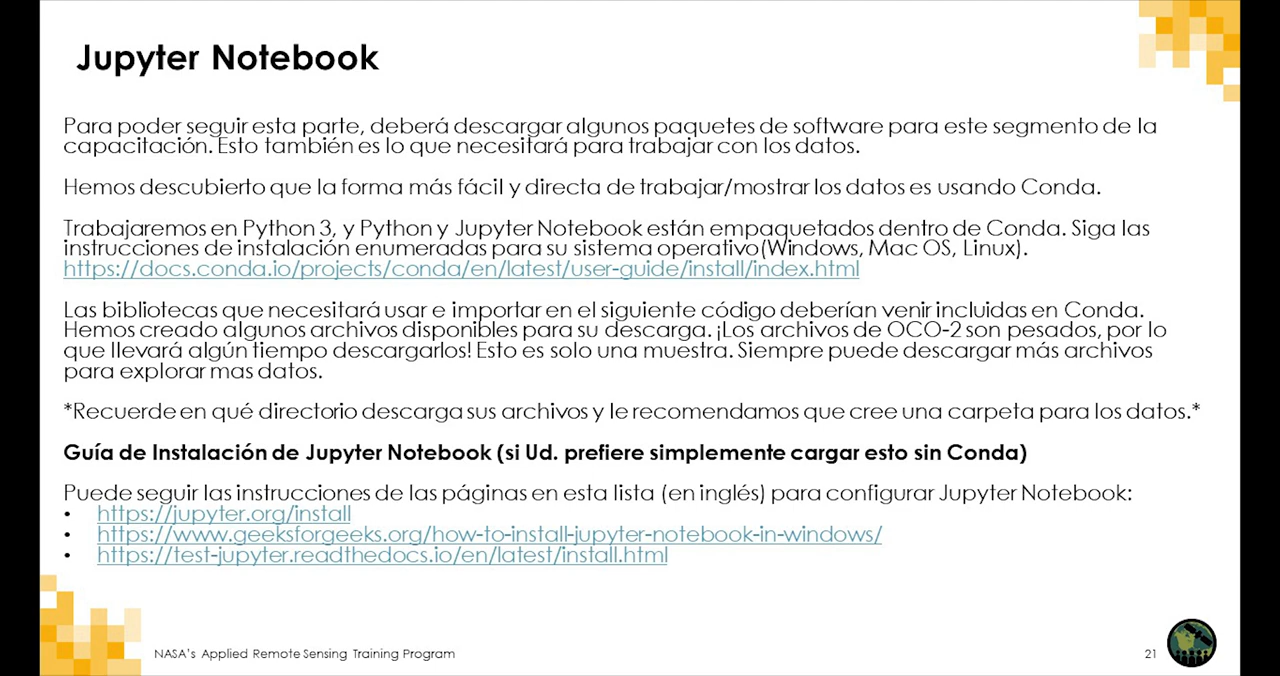 Jupyter Notebook
Para poder seguir esta parte, deberá descargar algunos paquetes de software para este segmento de la
capacitación. Esto también es lo que necesitará para trabajar con los datos.
Hemos descubierto que la forma más fácil y directa de trabajar/mostrar los datos es usando Conda.
Trabajaremos en Python 3, y Python y Jupyter Notebook están empaquetados dentro de Conda. Siga las
instrucciones de instalación enumeradas para su sistema operativo (Windows, Mac OS, Linux).
https://docs.conda.io/projects/conda/en/latest/user-guide/install/index.html
Las bibliotecas que necesitará usar e importar en el siguiente código deberían venir incluidas en Conda.
Hemos creado algunos archivos disponibles para su descarga. ¡Los archivos de OCO-2 son pesados, por lo
que llevará algún tiempo descargarlos! Esto es solo una muestra. Siempre puede descargar más archivos
para explorar mas datos.
*Recuerde en qué directorio descarga sus archivos y le recomendamos que cree una carpeta para los datos.*
Guía de Instalación de Jupyter Notebook (si Ud. prefiere simplemente cargar esto sin Conda)
Puede seguir las instrucciones de las páginas en esta lista (en inglés) para configurar Jupyter Notebook:
• https://jupyter.org/install
• https://www.geeksforgeeks.org/how-to-install-jupyter-notebook-in-windows/
• https://test-jupyter.readthedocs.io/en/latest/install.html
NASA's Applied Remote Sensing Training Program
21